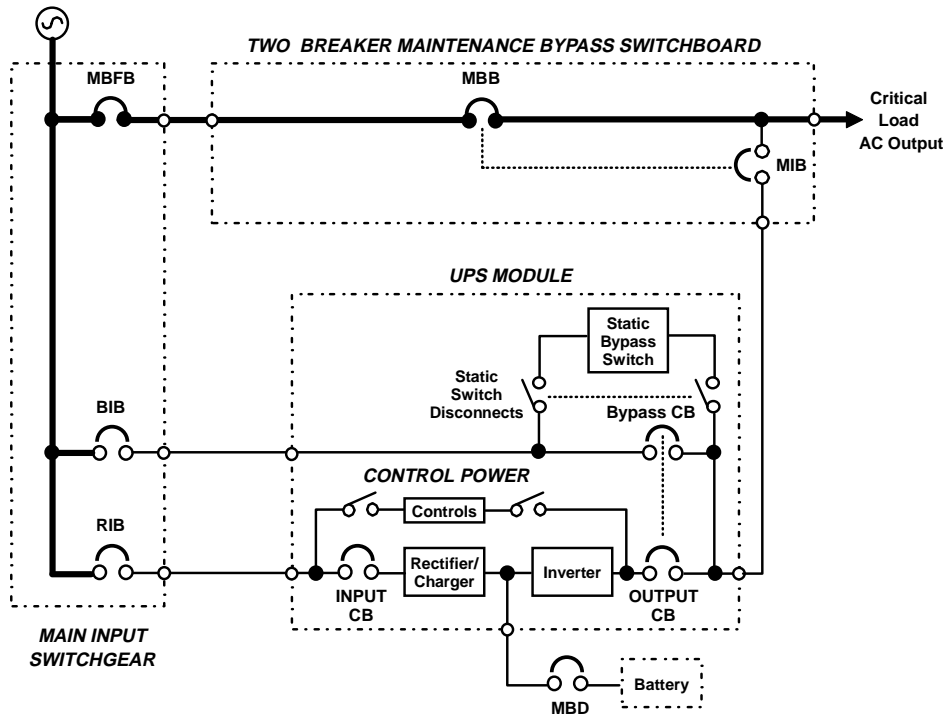 TWO BREAKER MAINTENANCE BYPASS SWITCHBOARD
MBFB
MBB
Critical
Load
AC Output
MIB
UPS MODULE
Static
Bypass
Switch
Static
Switch
Disconnects
Bypass CB
BIB
CONTROL POWER
Controls
RIB
Rectifier/
Charger
Inverter
INPUT
CB
OUTPUT
CB
MAIN INPUT
SWITCHGEAR
Battery
MBD